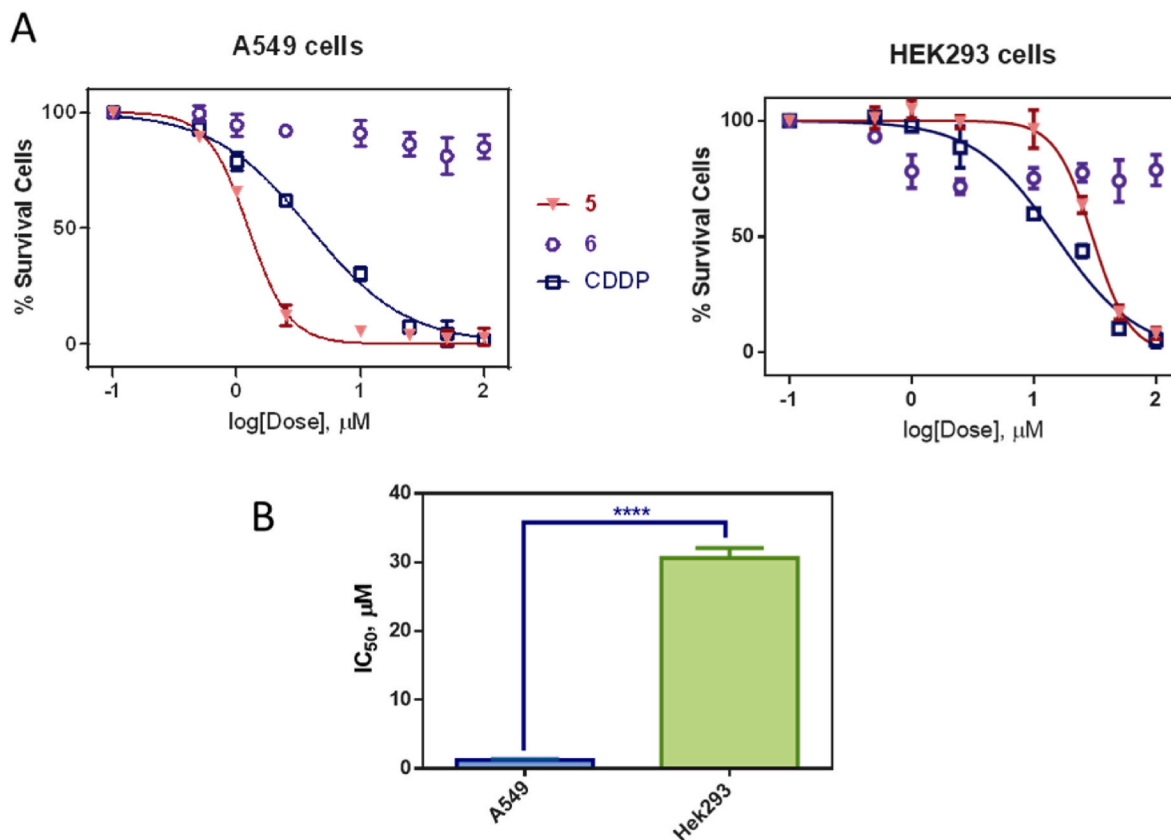 A
A549 cells
% Survival Cells
100
50
0
-1 0 1 2
log[Dose], μM
5
6
CDDP
HEK293 cells
% Survival Cells
100
50
0
-1 0 1 2
log[Dose], μM
B
IC50, μM
40
30
20
10
0
****
A549
Hek293